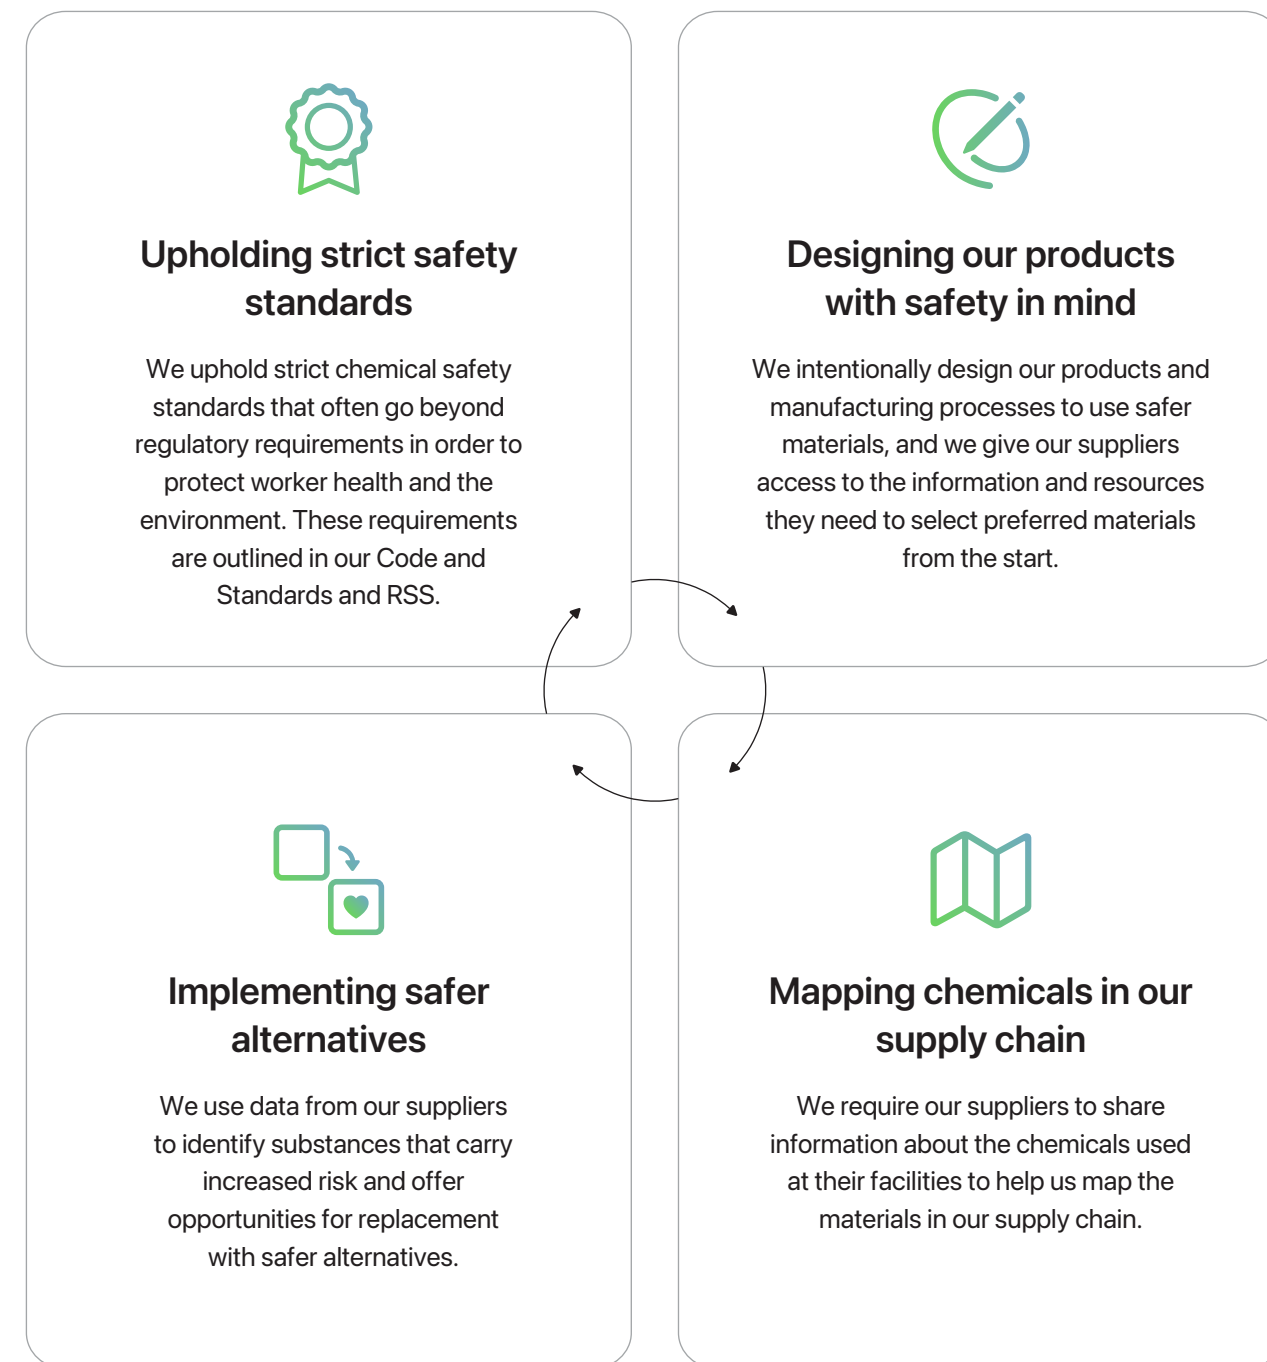 Upholding strict safety
standards
We uphold strict chemical safety
standards that often go beyond
regulatory requirements in order to
protect worker health and the
environment. These requirements
are outlined in our Code and
Standards and RSS.
Designing our products
with safety in mind
We intentionally design our products and
manufacturing processes to use safer
materials, and we give our suppliers
access to the information and resources
they need to select preferred materials
from the start.
Implementing safer
alternatives
We use data from our suppliers
to identify substances that carry
increased risk and offer
opportunities for replacement
with safer alternatives.
Mapping chemicals in our
supply chain
We require our suppliers to share
information about the chemicals used
at their facilities to help us map the
materials in our supply chain.